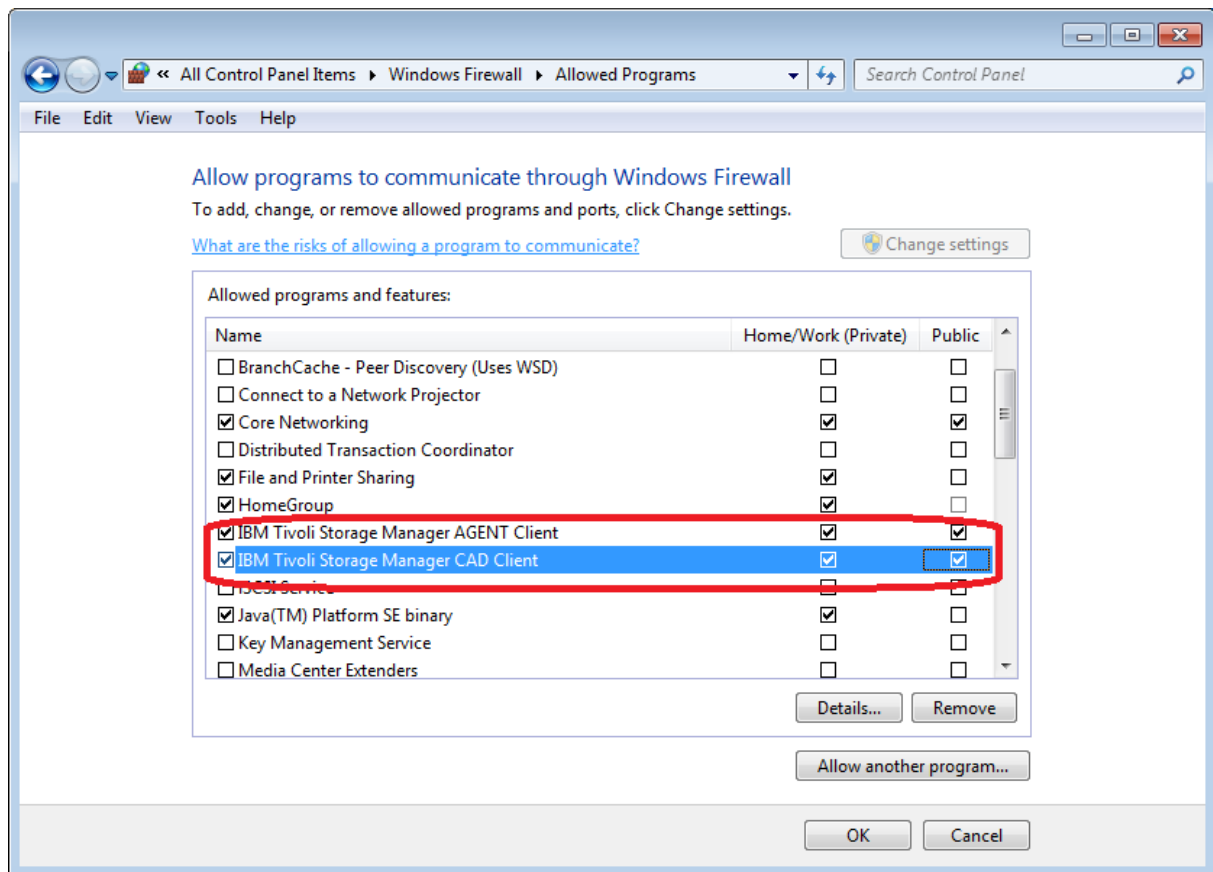 « All Control Panel Items ▸ Windows Firewall ▸ Allowed Programs
Search Control Panel
File Edit View Tools Help
Allow programs to communicate through Windows Firewall
To add, change, or remove allowed programs and ports, click Change settings.
What are the risks of allowing a program to communicate?
Change settings
Allowed programs and features:
Name Home/Work (Private) Public
BranchCache - Peer Discovery (Uses WSD)
Connect to a Network Projector
Core Networking
Distributed Transaction Coordinator
File and Printer Sharing
HomeGroup
IBM Tivoli Storage Manager AGENT Client
IBM Tivoli Storage Manager CAD Client
iSCSI Service
Java(TM) Platform SE binary
Key Management Service
Media Center Extenders
Details... Remove
Allow another program...
OK Cancel